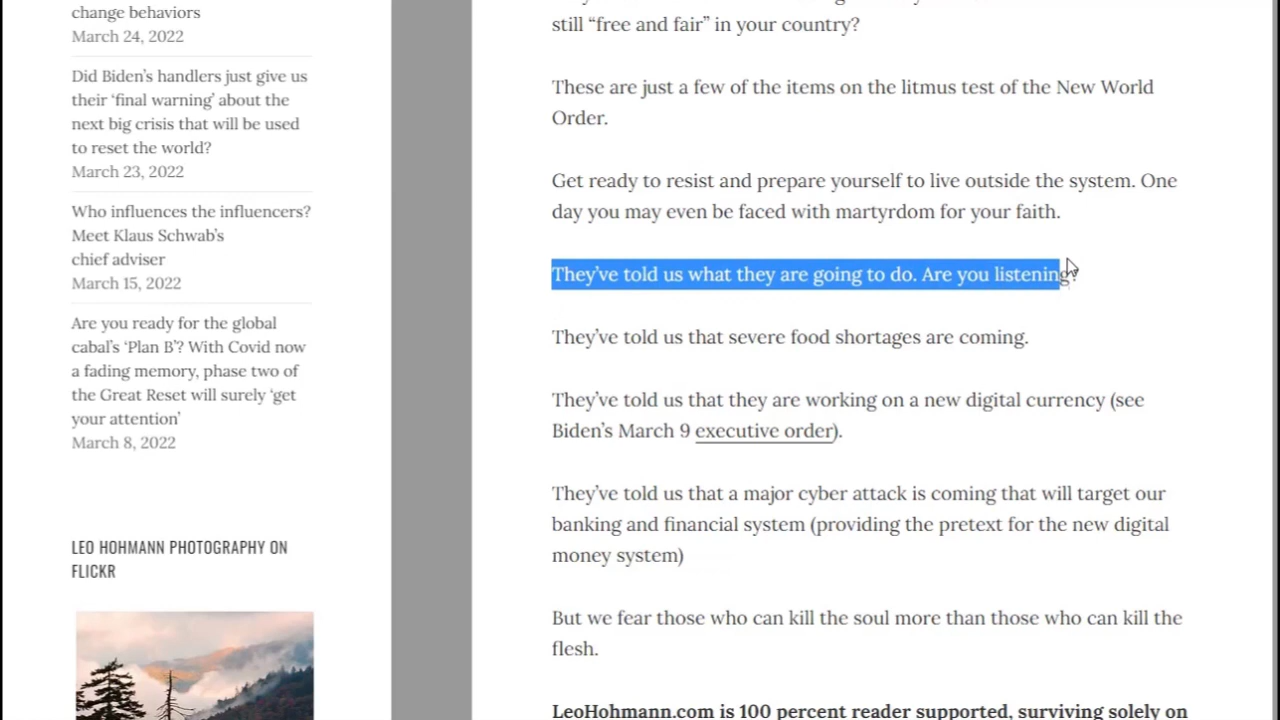 change behaviors
March 24, 2022
Did Biden's handlers just give us
their 'final warning' about the
next big crisis that will be used
to reset the world?
March 23, 2022
Who influences the influencers?
Meet Klaus Schwab's
chief adviser
March 15, 2022
Are you ready for the global
cabal's 'Plan B'? With Covid now
a fading memory, phase two of
the Great Reset will surely 'get
your attention'
March 8, 2022
LEO HOHMANN PHOTOGRAPHY ON
FLICKR
still “free and fair” in your country?
These are just a few of the items on the litmus test of the New World
Order.
Get ready to resist and prepare yourself to live outside the system. One
day you may even be faced with martyrdom for your faith.
They've told us what they are going to do. Are you listening?
They've told us that severe food shortages are coming.
They've told us that they are working on a new digital currency (see
Biden's March 9 executive order).
They've told us that a major cyber attack is coming that will target our
banking and financial system (providing the pretext for the new digital
money system)
But we fear those who can kill the soul more than those who can kill the
flesh.
LeoHohmann.com is 100 percent reader supported, surviving solely on